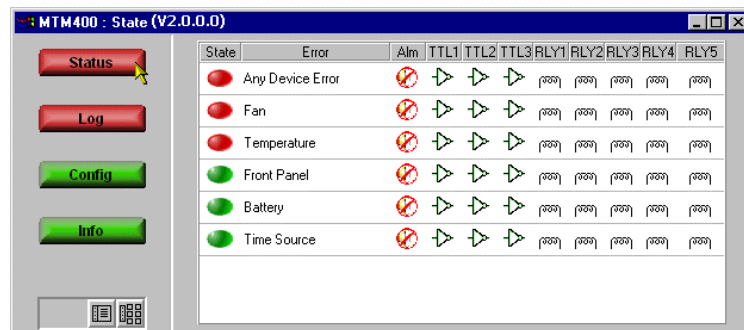 MTM400 : State (V2.0.0.0)
Status
Log
Config
Info
State Error Alm TTL1 TTL2 TTL3 RLY1 RLY2 RLY3 RLY4 RLY5
Any Device Error
Fan
Temperature
Front Panel
Battery
Time Source